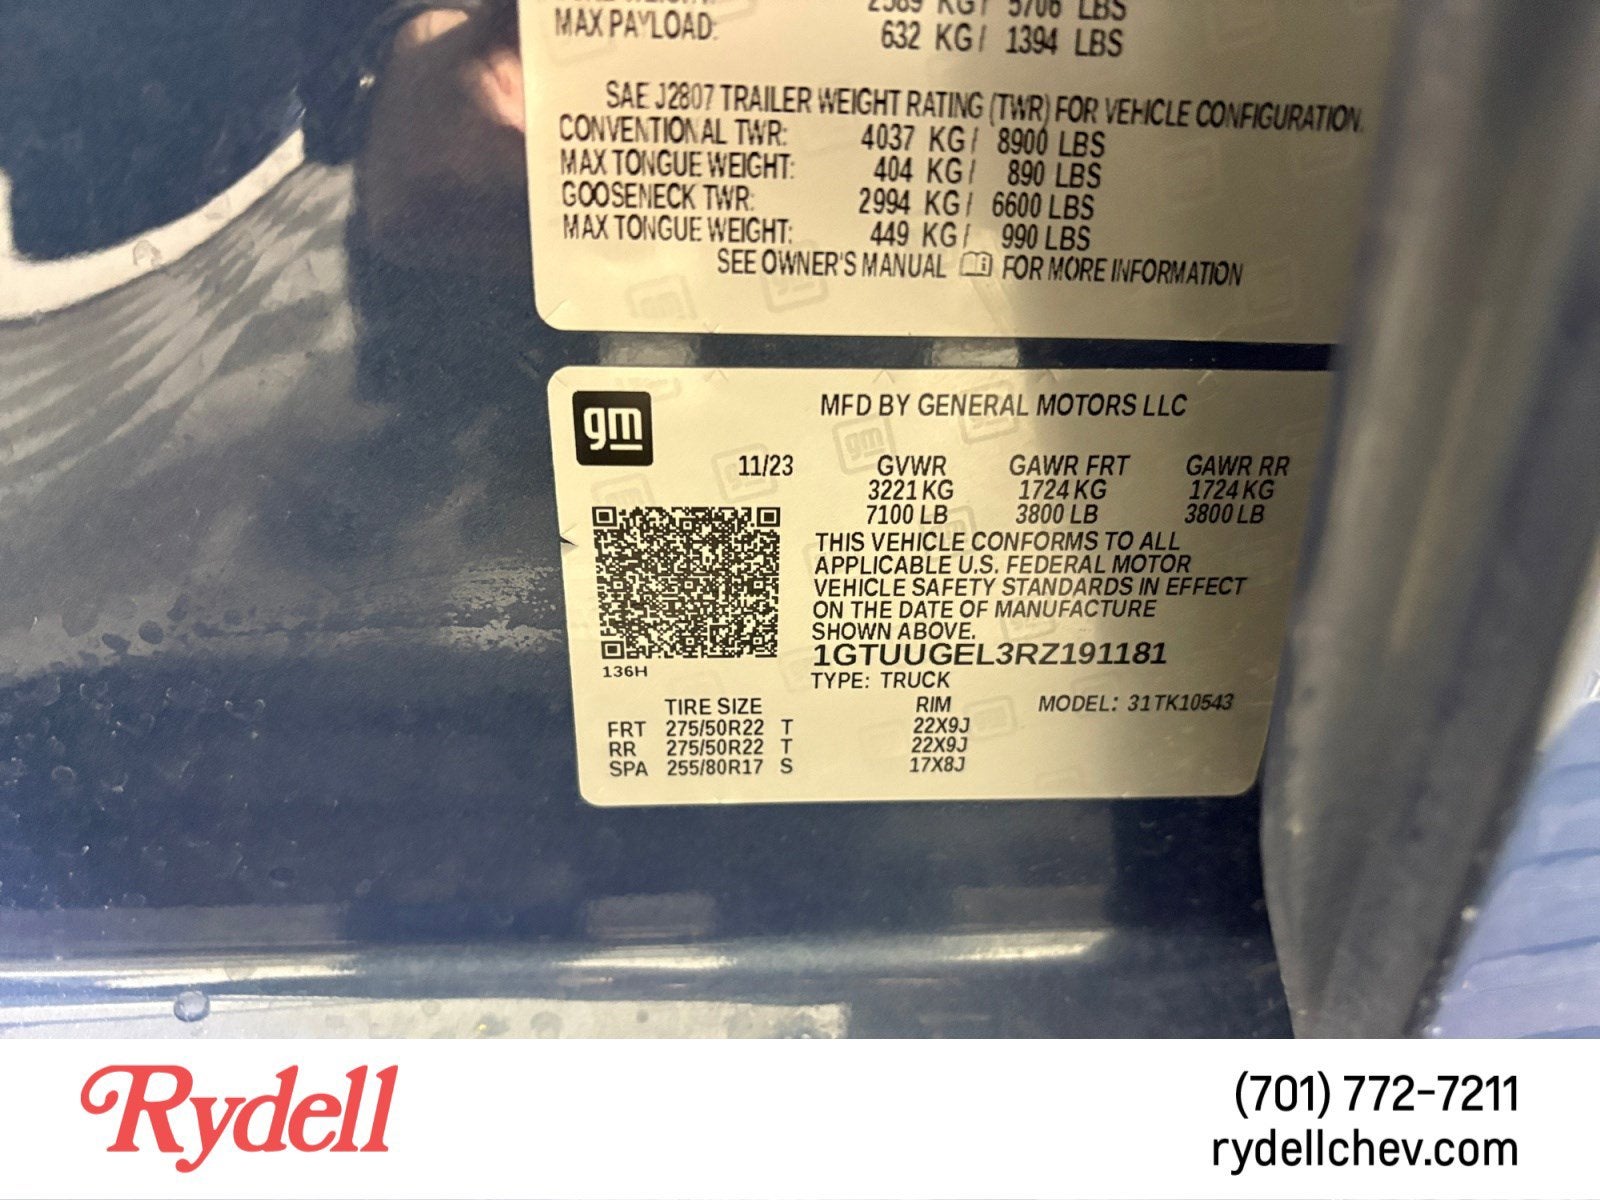 2589 KG/ 5706 LBS
MAX PAYLOAD: 632 KG/ 1394 LBS
SAE J2807 TRAILER WEIGHT RATING (TWR) FOR VEHICLE CONFIGURATION
CONVENTIONAL TWR: 4037 KG/ 8900 LBS
MAX TONGUE WEIGHT: 404 KG/ 890 LBS
GOOSENECK TWR: 2994 KG/ 6600 LBS
MAX TONGUE WEIGHT: 449 KG/ 990 LBS
SEE OWNER'S MANUAL FOR MORE INFORMATION
gm
MFD BY GENERAL MOTORS LLC
11/23 GVWR GAWR FRT GAWR RR
3221 KG 1724 KG 1724 KG
7100 LB 3800 LB 3800 LB
THIS VEHICLE CONFORMS TO ALL
APPLICABLE U.S. FEDERAL MOTOR
VEHICLE SAFETY STANDARDS IN EFFECT
ON THE DATE OF MANUFACTURE
SHOWN ABOVE.
1GTUUGEL3RZ191181
136H
TYPE: TRUCK
TIRE SIZE RIM MODEL: 31TK10543
FRT 275/50R22 T 22X9J
RR 275/50R22 T 22X9J
SPA 255/80R17 S 17X8J
Rydell
(701) 772-7211
rydellchev.com